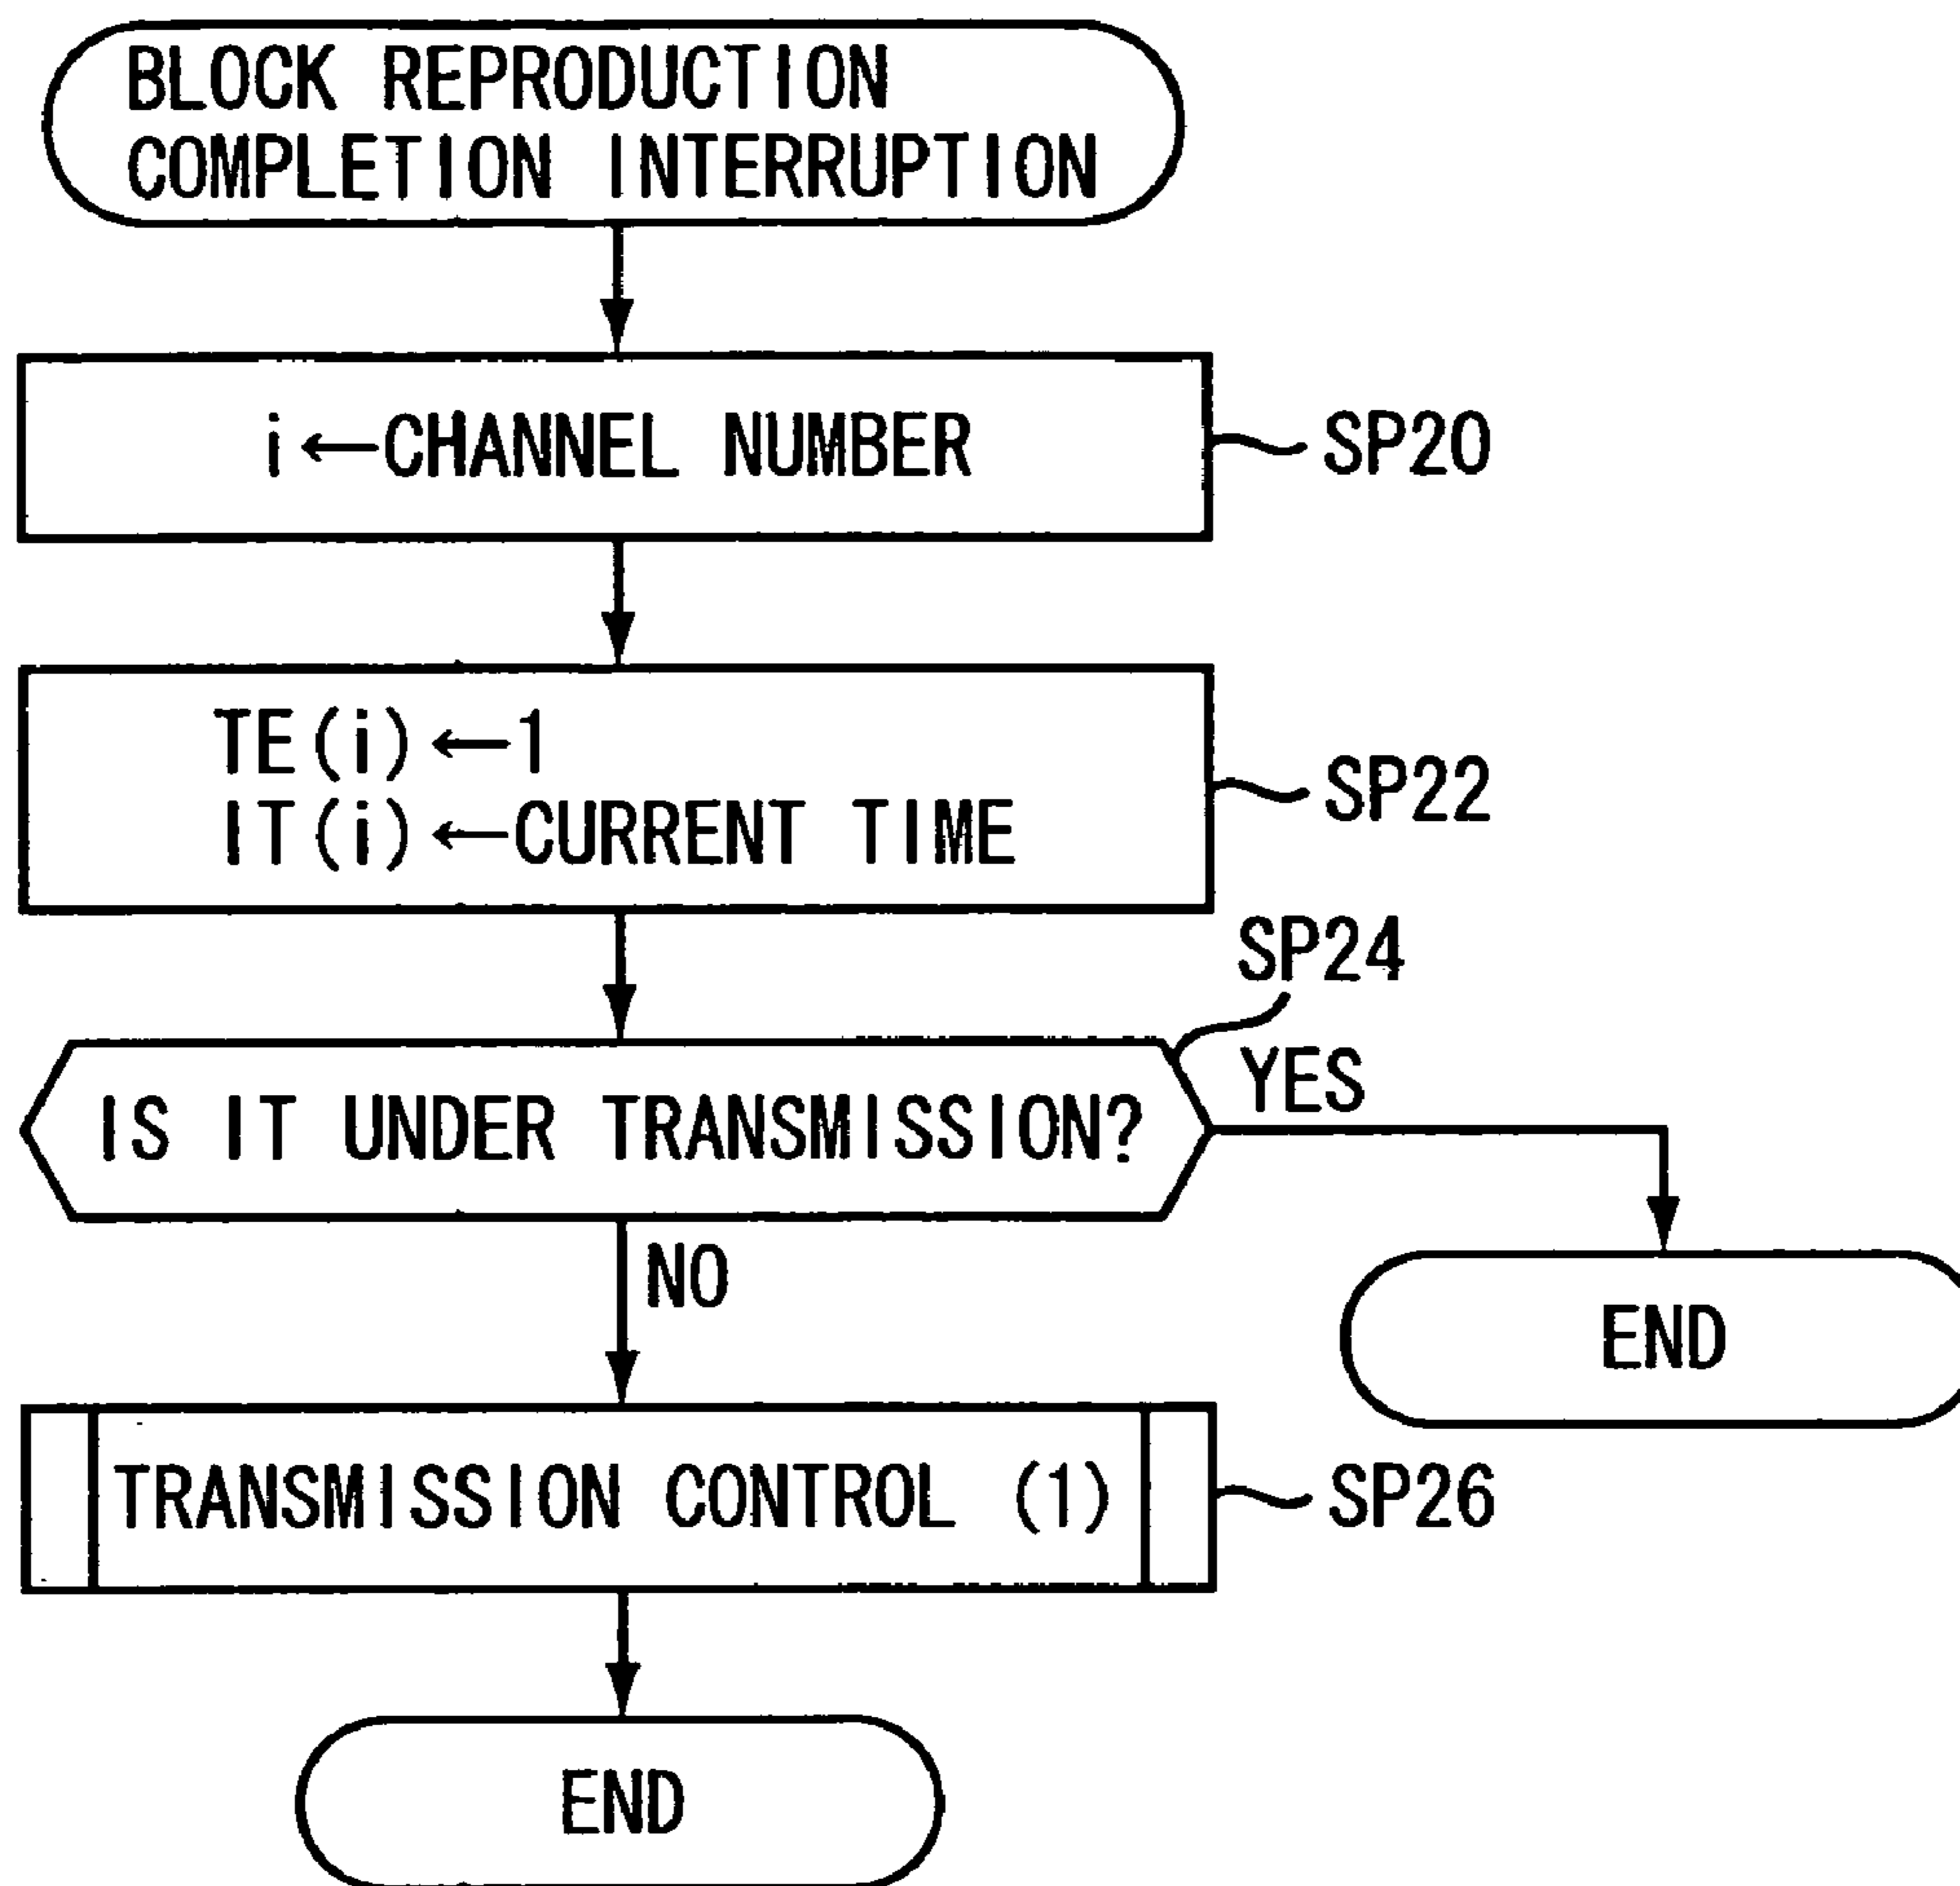 BLOCK REPRODUCTION
COMPLETION INTERRUPTION
i←CHANNEL NUMBER
SP20
TE(i)←1
IT(i)←CURRENT TIME
SP22
SP24
IS IT UNDER TRANSMISSION?
YES
NO
END
TRANSMISSION CONTROL (1)
SP26
END